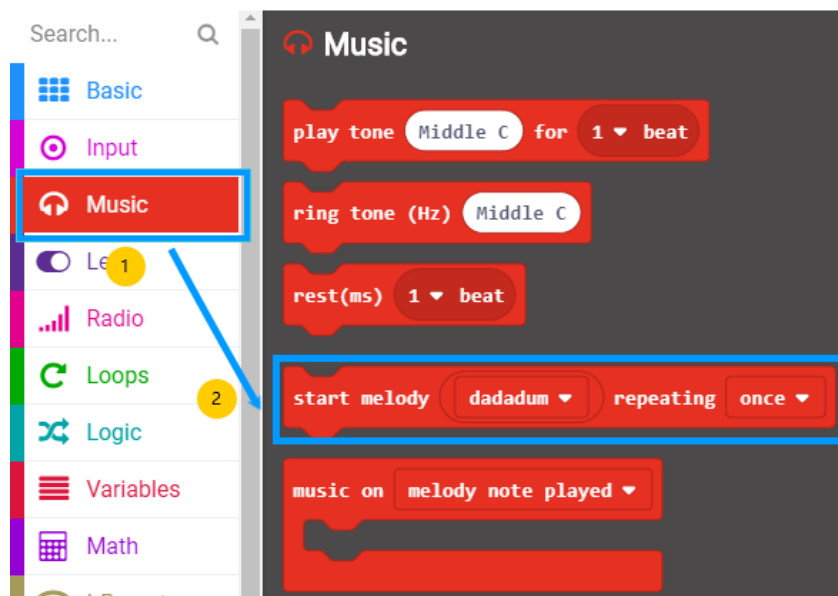 Search...
Basic
Input
Music
1
Radio
Loops
2
Logic
Variables
Math
Music
play tone Middle C for 1 beat
ring tone (Hz) Middle C
rest(ms) 1 beat
start melody dadadum repeating once
music on melody note played